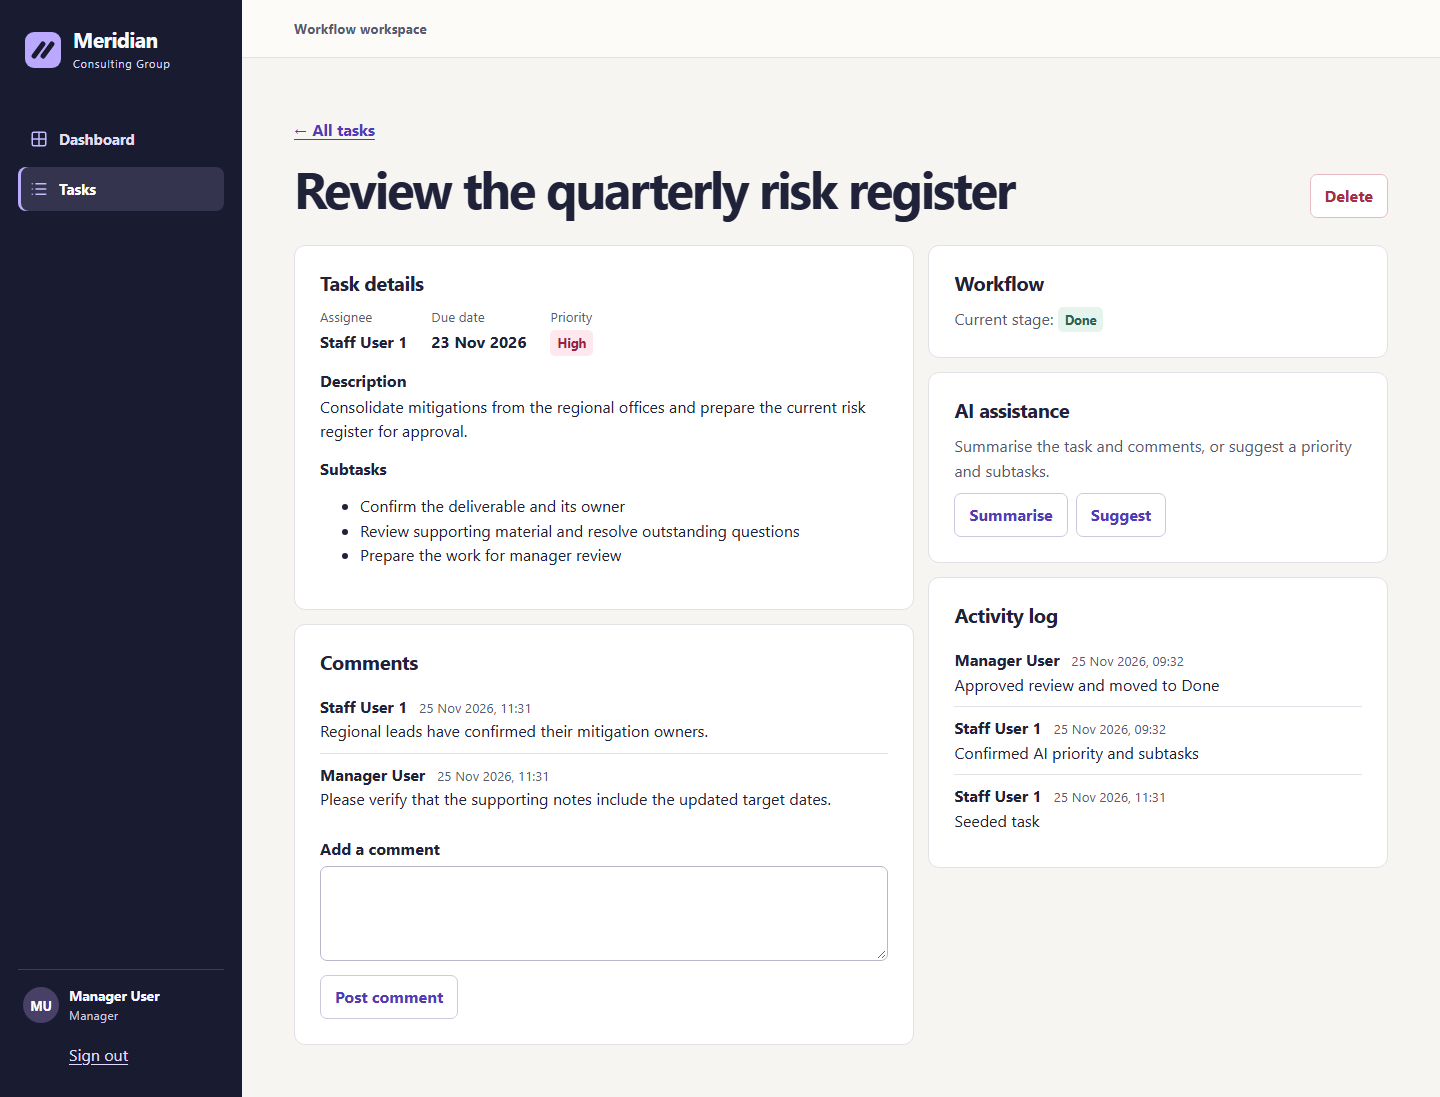 Meridian
Consulting Group
Dashboard
Tasks
MU
Manager User
Manager
Sign out
Workflow workspace
← All tasks
Review the quarterly risk register
Delete
Task details
Assignee
Due date
Priority
Staff User 1
23 Nov 2026
High
Description
Consolidate mitigations from the regional offices and prepare the current risk
register for approval.
Subtasks
• Confirm the deliverable and its owner
• Review supporting material and resolve outstanding questions
• Prepare the work for manager review
Comments
Staff User 1 25 Nov 2026, 11:31
Regional leads have confirmed their mitigation owners.
Manager User 25 Nov 2026, 11:31
Please verify that the supporting notes include the updated target dates.
Add a comment
Post comment
Workflow
Current stage: Done
AI assistance
Summarise the task and comments, or suggest a priority
and subtasks.
Summarise
Suggest
Activity log
Manager User 25 Nov 2026, 09:32
Approved review and moved to Done
Staff User 1 25 Nov 2026, 09:32
Confirmed AI priority and subtasks
Staff User 1 25 Nov 2026, 11:31
Seeded task